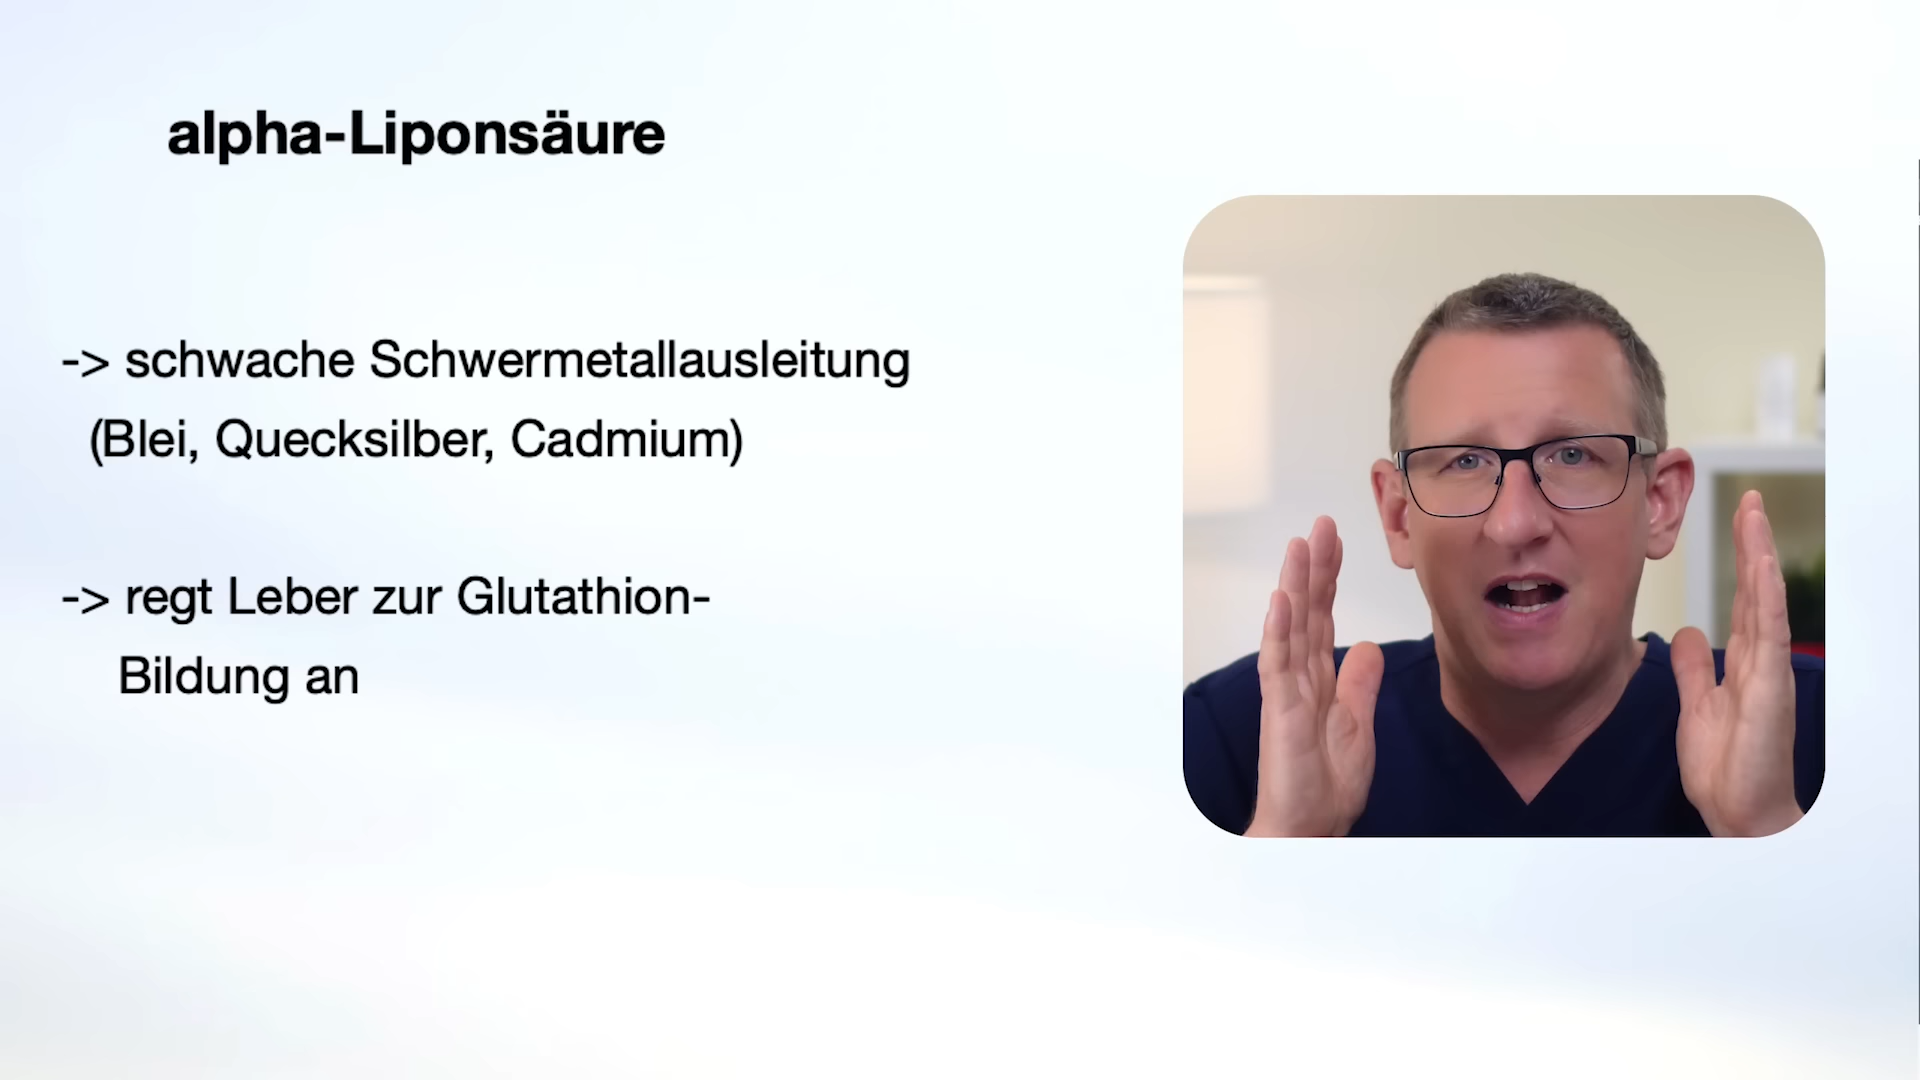 alpha-Liponsäure
-> schwache Schwermetallausleitung
(Blei, Quecksilber, Cadmium)
-> regt Leber zur Glutathion-
Bildung an